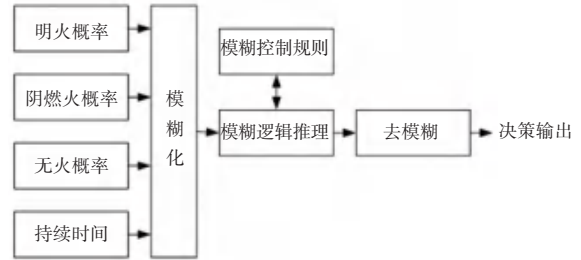 明火概率
阴燃火概率
无火概率
持续时间
模糊化
模糊控制规则
模糊逻辑推理
去模糊
决策输出